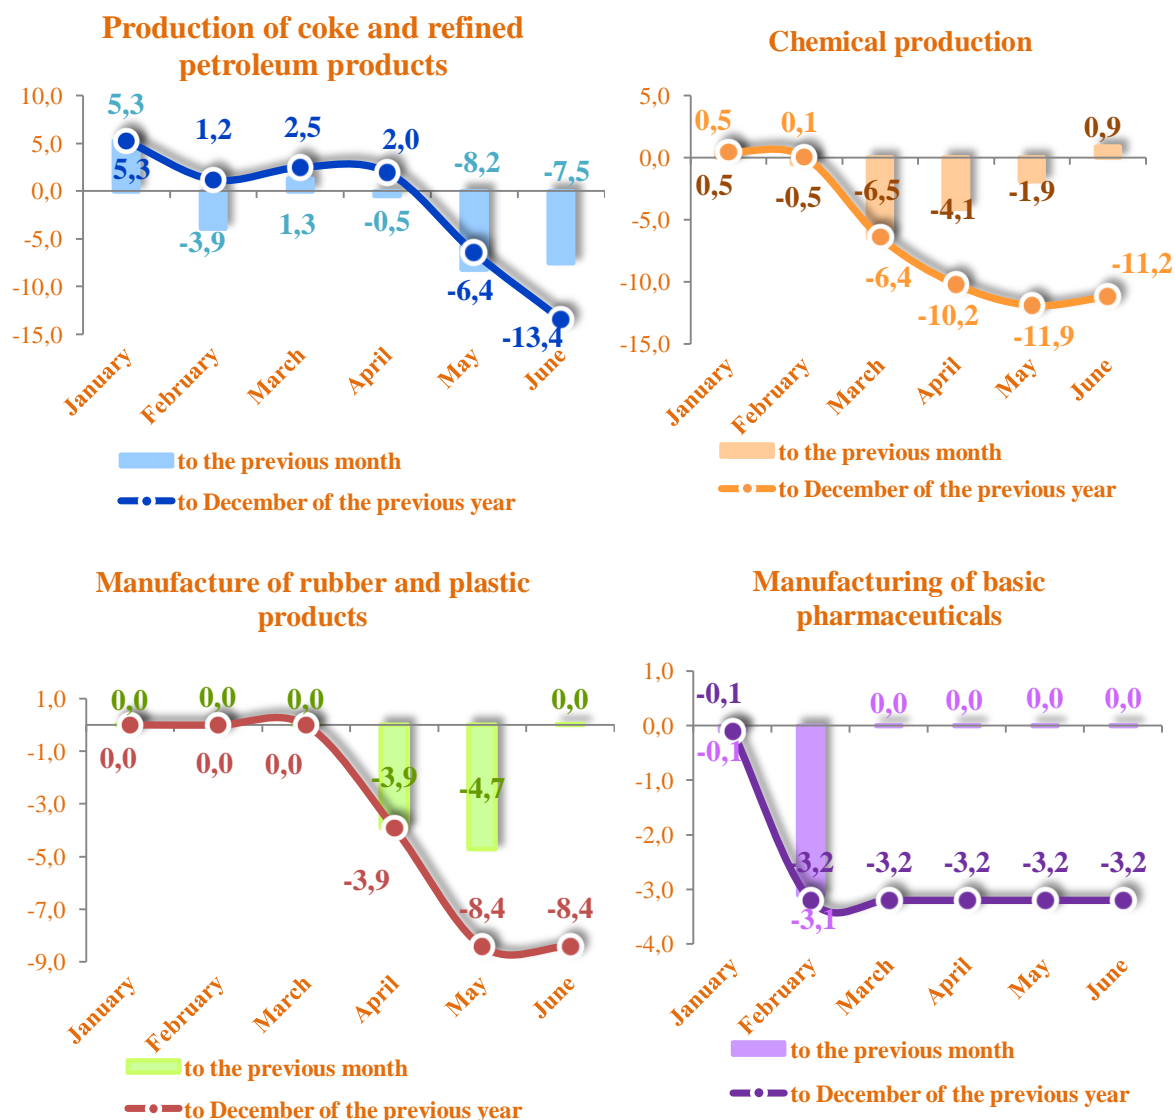 Production of coke and refined
petroleum products
10,0
5,0
0,0
-5,0
-10,0
-15,0
5,3
1,2
2,5
2,0
-8,2
-7,5
5,3
-3,9
1,3
-0,5
-6,4
-13,4
January
February
March
April
May
June
to the previous month
to December of the previous year
Chemical production
5,0
0,0
-5,0
-10,0
-15,0
0,5
0,1
0,9
0,5
-0,5
-6,5
-4,1
-1,9
-6,4
-10,2
-11,9
-11,2
January
February
March
April
May
June
to the previous month
to December of the previous year
Manufacture of rubber and plastic
products
1,0
-1,0
-3,0
-5,0
-7,0
-9,0
0,0
0,0
0,0
0,0
0,0
0,0
0,0
-3,9
-4,7
-3,9
-8,4
-8,4
January
February
March
April
May
June
to the previous month
to December of the previous year
Manufacturing of basic
pharmaceuticals
1,0
0,0
-1,0
-2,0
-3,0
-4,0
-0,1
0,0
0,0
0,0
0,0
-0,1
-3,2
-3,2
-3,2
-3,2
-3,2
-3,1
January
February
March
April
May
June
to the previous month
to December of the previous year